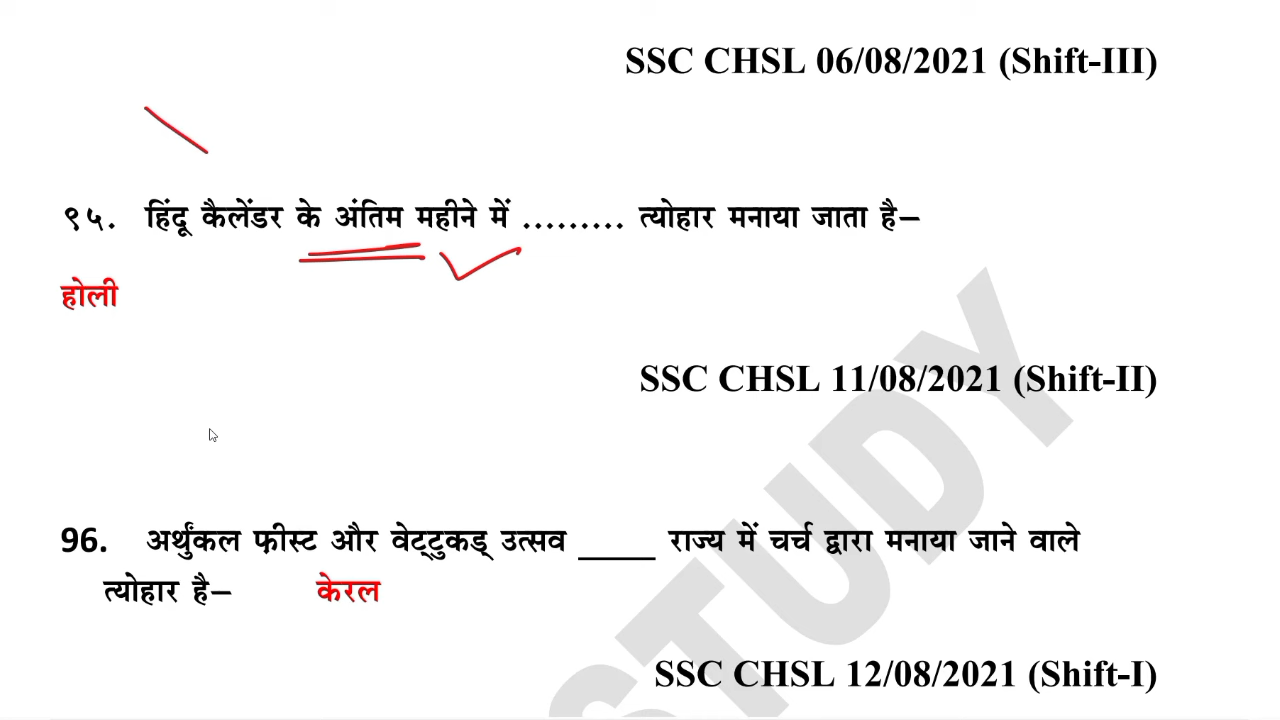 SSC CHSL 06/08/2021 (Shift-III)
९५. हिंदू कैलेंडर के अंतिम महीने में ......... त्योहार मनाया जाता है–
होली
SSC CHSL 11/08/2021 (Shift-II)
96. अर्थुंकल फीस्ट और वेट्टुकड् उत्सव ____ राज्य में चर्च द्वारा मनाया जाने वाले
त्योहार है– केरल
SSC CHSL 12/08/2021 (Shift-I)
STUDY